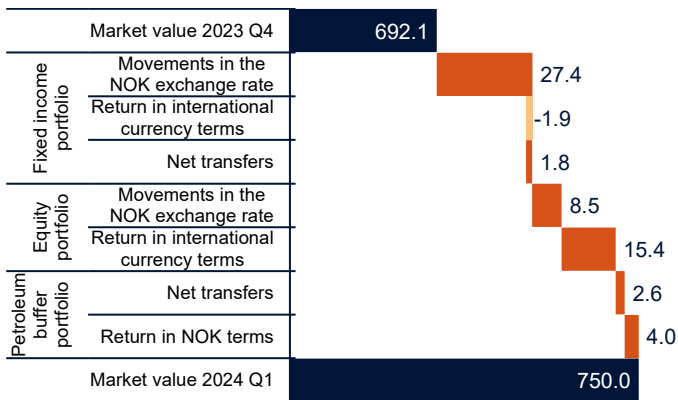 Market value 2023 Q4
692.1
Fixed income
portfolio
Movements in the
NOK exchange rate
27.4
Return in international
currency terms
-1.9
Net transfers
1.8
Equity
portfolio
Movements in the
NOK exchange rate
8.5
Return in international
currency terms
15.4
Petroleum
buffer
portfolio
Net transfers
2.6
Return in NOK terms
4.0
Market value 2024 Q1
750.0